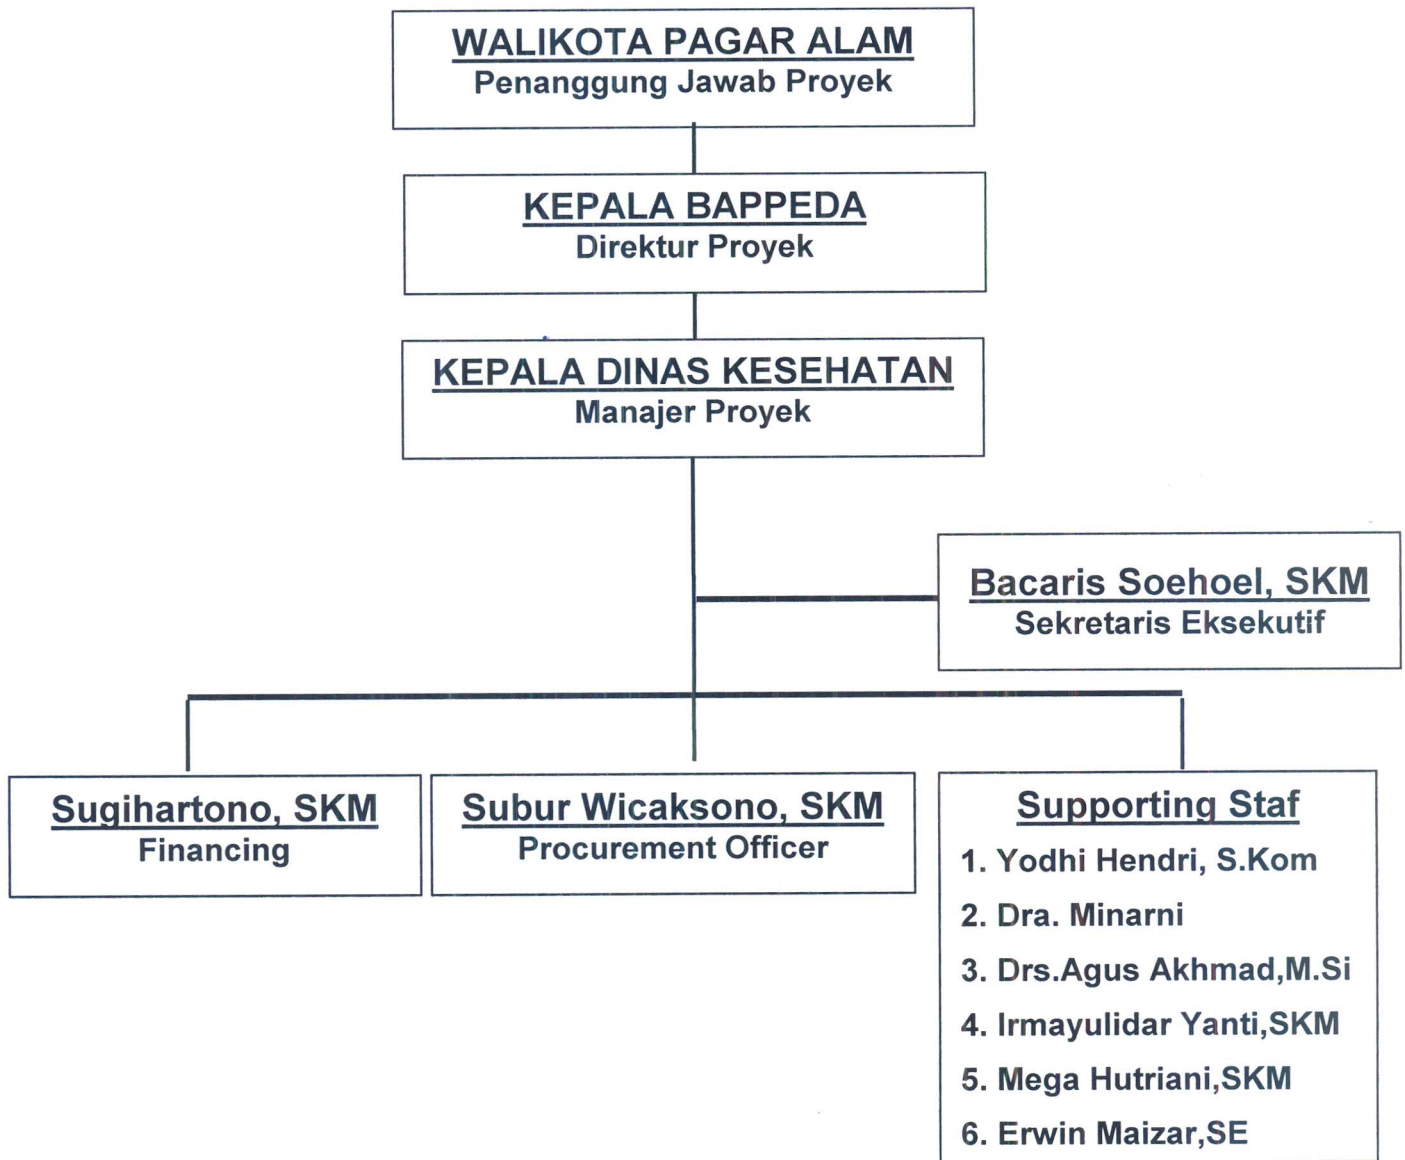 WALIKOTA PAGAR ALAM
Penanggung Jawab Proyek
KEPALA BAPPEDA
Direktur Proyek
KEPALA DINAS KESEHATAN
Manajer Proyek
Bacaris Soehoel, SKM
Sekretaris Eksekutif
Sugihartono, SKM
Financing
Subur Wicaksono, SKM
Procurement Officer
Supporting Staf
1. Yodhi Hendri, S.Kom
2. Dra. Minarni
3. Drs.Agus Akhmad,M.Si
4. Irmayulidar Yanti,SKM
5. Mega Hutriani,SKM
6. Erwin Maizar,SE